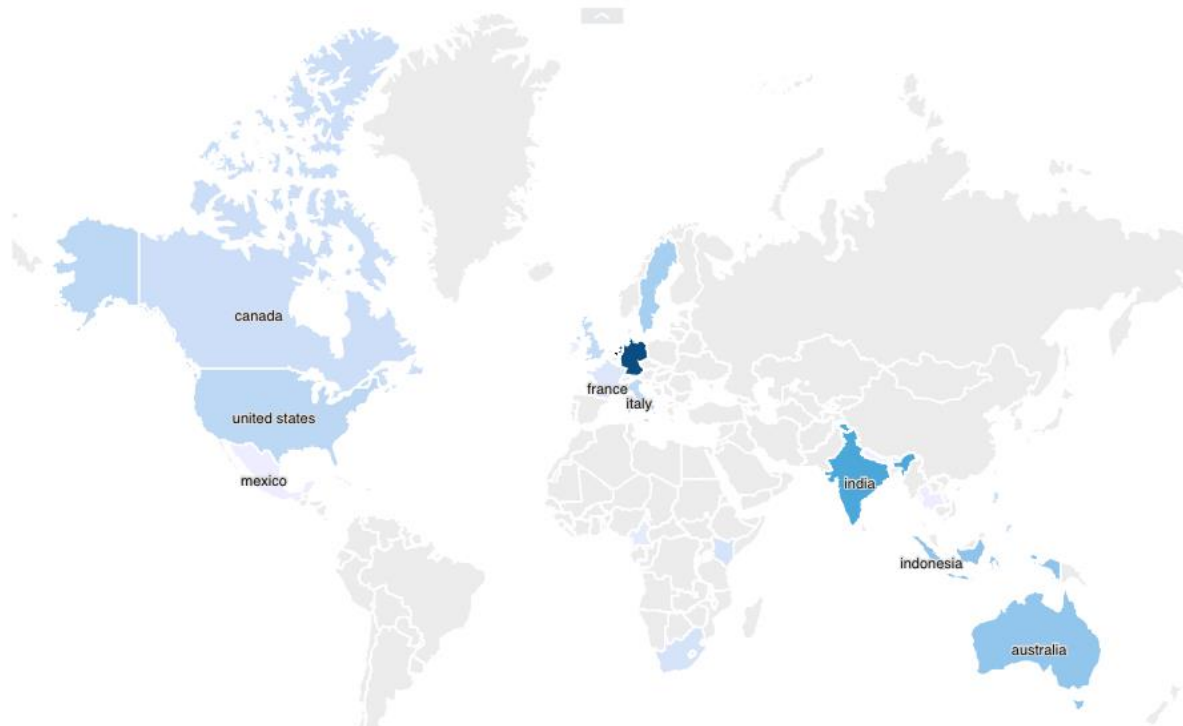 canada
france
italy
united states
mexico
india
indonesia
australia